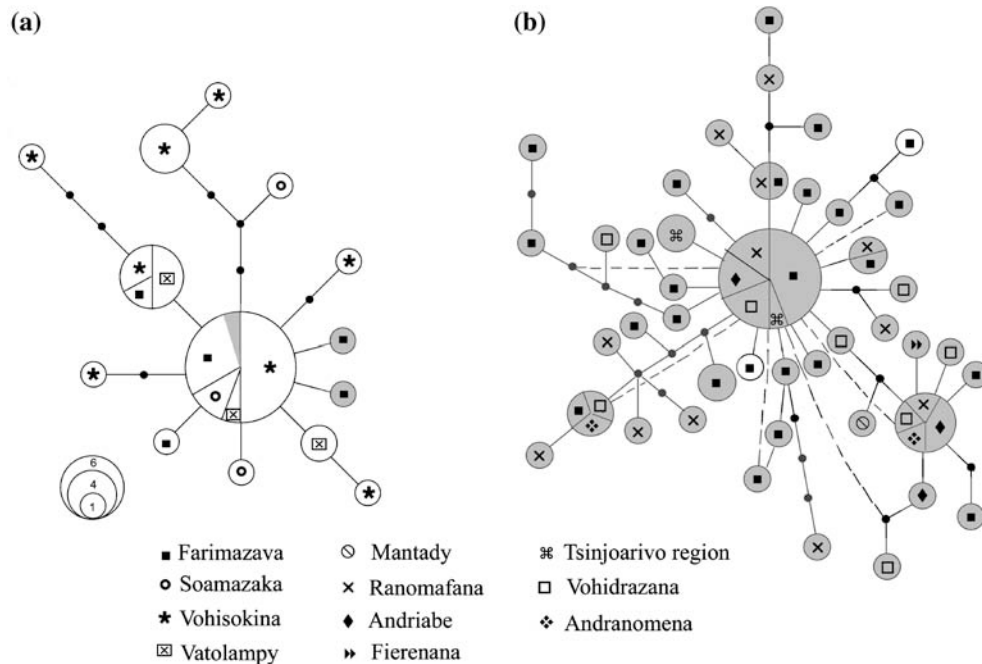 (a)
(b)
6
4
1
Farimazava
Mantady
Tsinjoarivo region
Soamazaka
Ranomafana
Vohidrazana
Vohisokina
Andriabe
Andranomena
Vatolampy
Fierenana